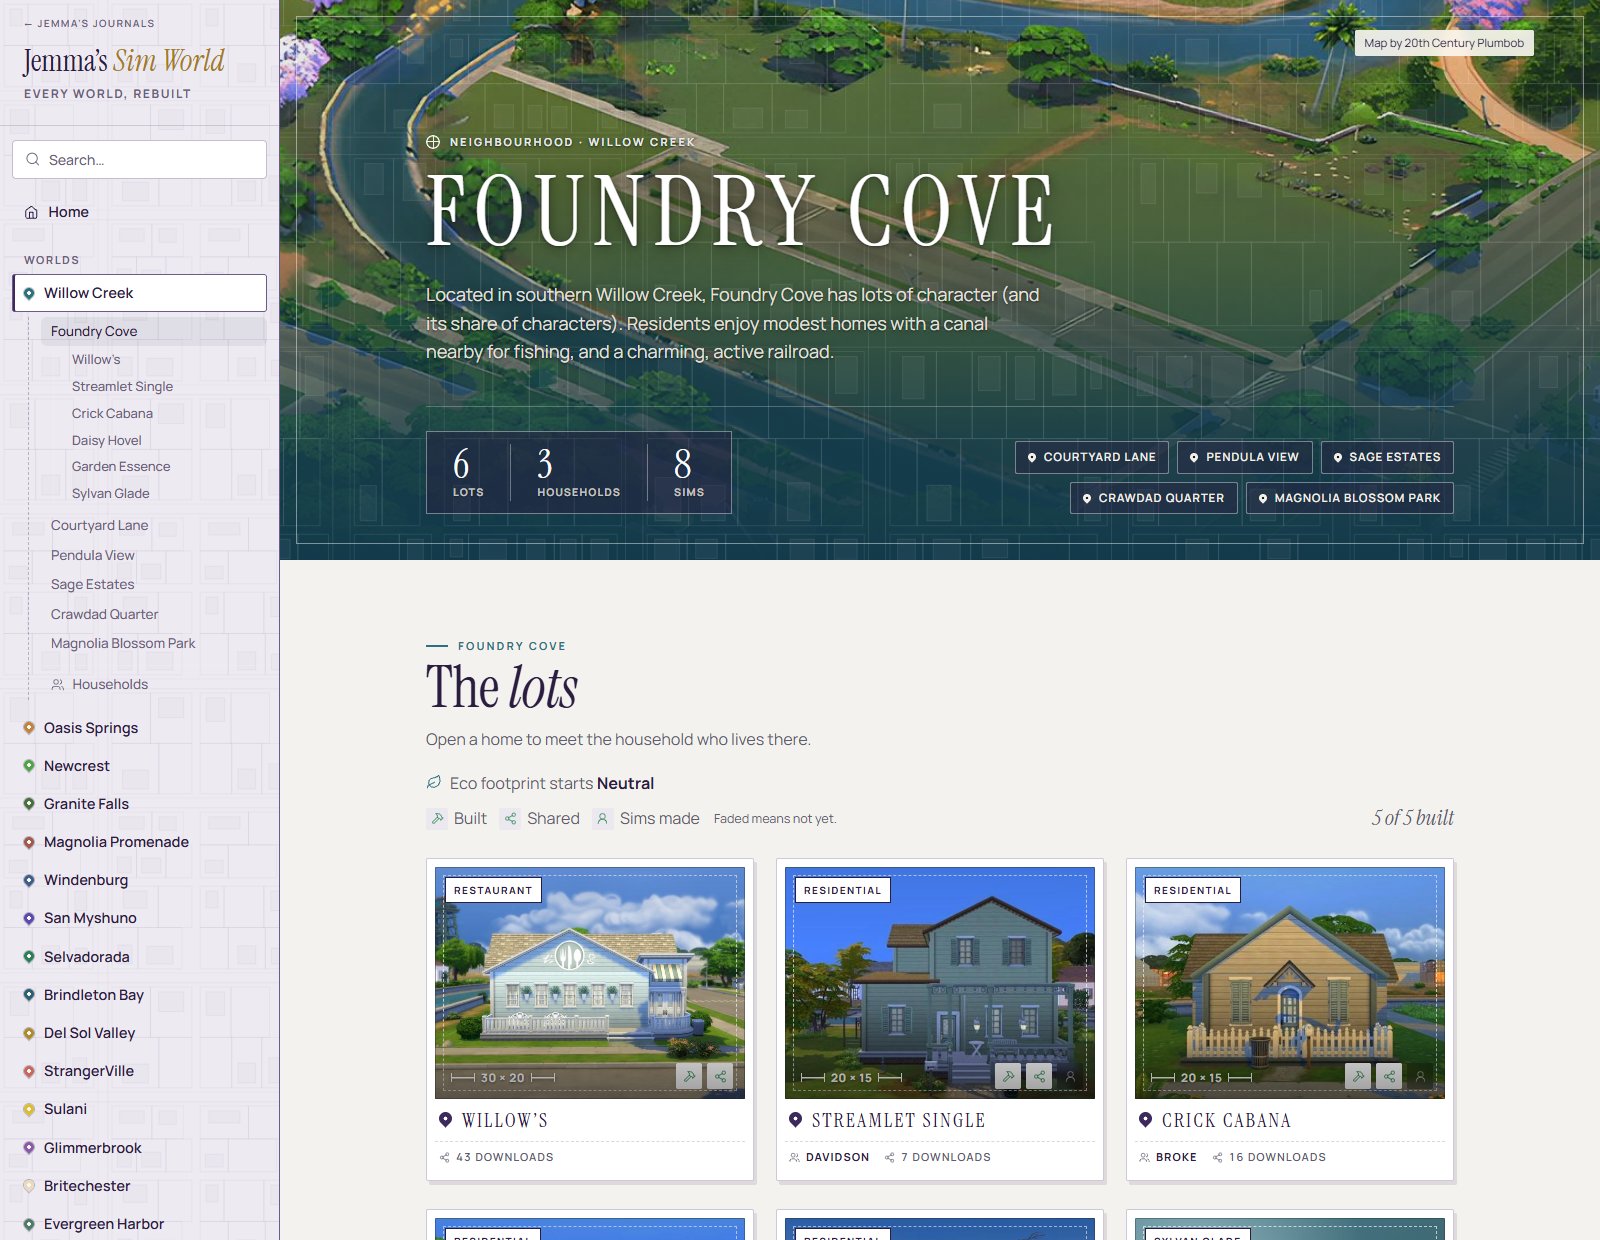 ← JEMMA'S JOURNALS
Jemma's Sim World
EVERY WORLD, REBUILT
Search...
Home
WORLDS
Willow Creek
Foundry Cove
Willow's
Streamlet Single
Crick Cabana
Daisy Hovel
Garden Essence
Sylvan Glade
Courtyard Lane
Pendula View
Sage Estates
Crawdad Quarter
Magnolia Blossom Park
Households
Oasis Springs
Newcrest
Granite Falls
Magnolia Promenade
Windenburg
San Myshuno
Selvadorada
Brindleton Bay
Del Sol Valley
StrangerVille
Sulani
Glimmerbrook
Britechester
Evergreen Harbor
Map by 20th Century Plumbob
NEIGHBOURHOOD · WILLOW CREEK
FOUNDRY COVE
Located in southern Willow Creek, Foundry Cove has lots of character (and
its share of characters). Residents enjoy modest homes with a canal
nearby for fishing, and a charming, active railroad.
6 LOTS
3 HOUSEHOLDS
8 SIMS
COURTYARD LANE
PENDULA VIEW
SAGE ESTATES
CRAWDAD QUARTER
MAGNOLIA BLOSSOM PARK
FOUNDRY COVE
The lots
Open a home to meet the household who lives there.
Eco footprint starts Neutral
Built Shared Sims made Faded means not yet.
5 of 5 built
RESTAURANT
30 × 20
WILLOW'S
43 DOWNLOADS
RESIDENTIAL
20 × 15
STREAMLET SINGLE
DAVIDSON 7 DOWNLOADS
RESIDENTIAL
20 × 15
CRICK CABANA
BROKE 16 DOWNLOADS
RESIDENTIAL
RESIDENTIAL
SYLVAN GLADE